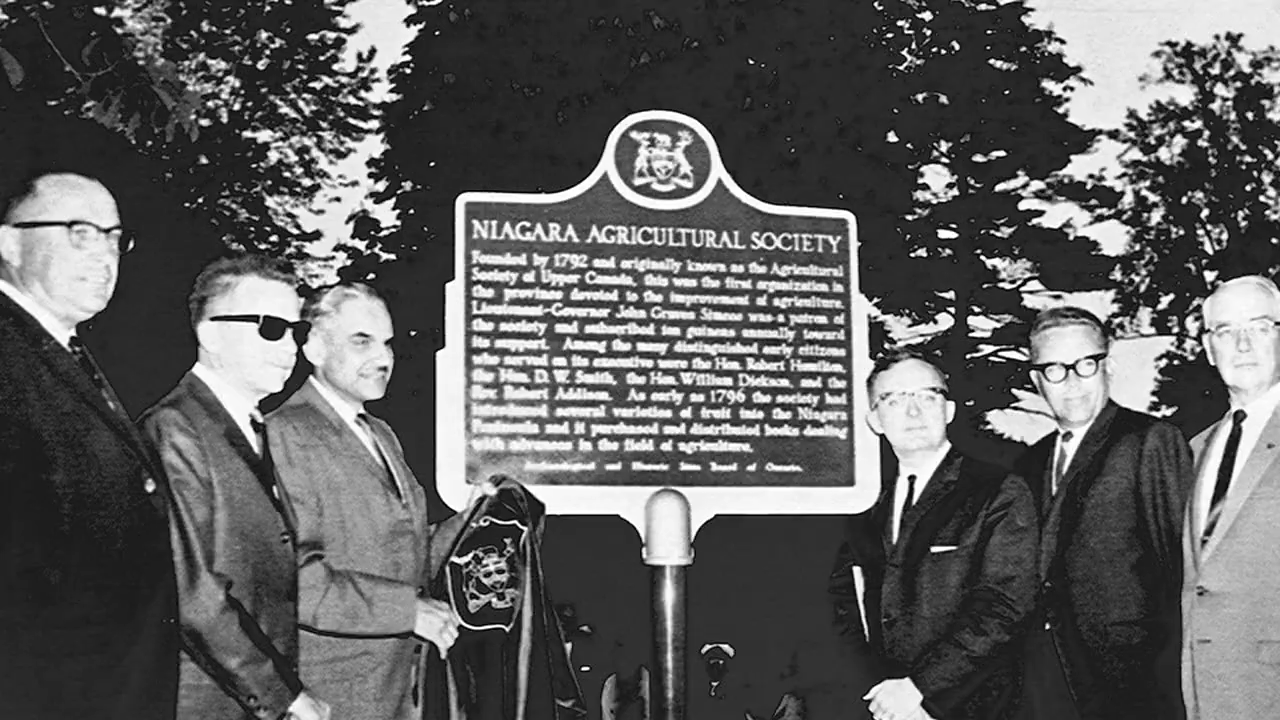 NIAGARA AGRICULTURAL SOCIETY
Founded by 1792 and originally known as the Agricultural
Society of Upper Canada, this was the first organization in
the province devoted to the improvement of agriculture.
Lieutenant-Governor John Graves Simcoe was a patron of
the society and subscribed ten guineas annually toward
its support. Among the many distinguished early citizens
who served on its executive were the Hon. Robert Hamilton,
the Hon. D. W. Smith, the Hon. William Dickson, and the
Rev. Robert Addison. As early as 1796 the society had
introduced several varieties of fruit into the Niagara
Peninsula and it purchased and distributed books dealing
with advances in the field of agriculture.
Archaeological and Historic Sites Board of Ontario.